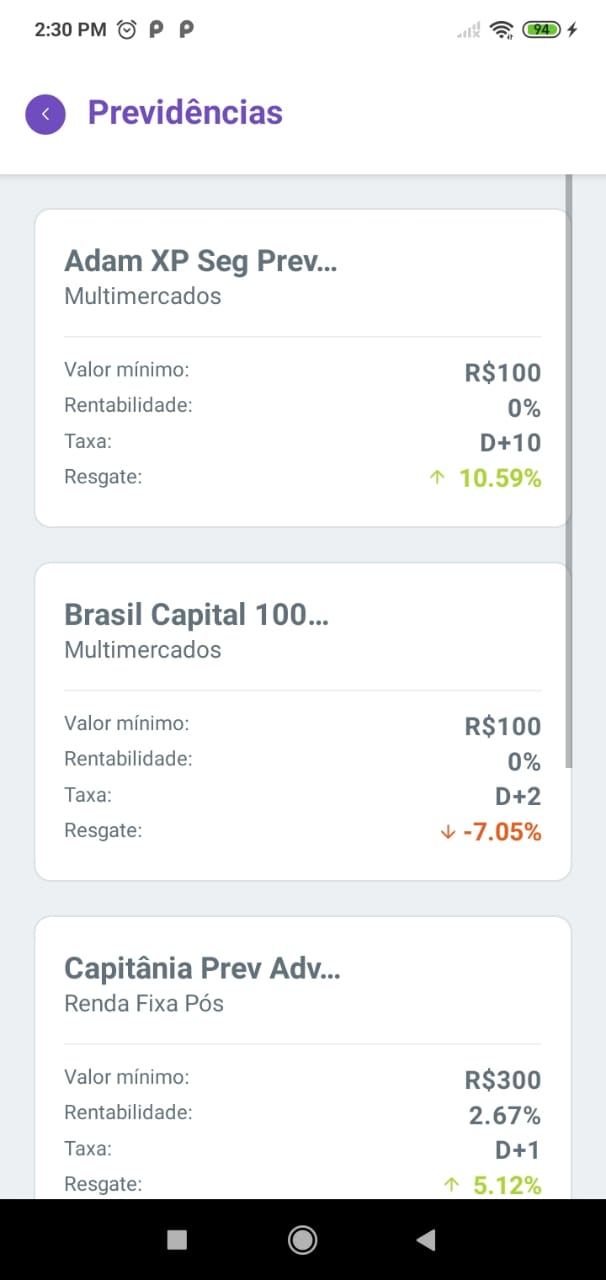 2:30 PM P P 94
Previdências
Adam XP Seg Prev...
Multimercados
Valor mínimo: R$100
Rentabilidade: 0%
Taxa: D+10
Resgate: ↑ 10.59%
Brasil Capital 100...
Multimercados
Valor mínimo: R$100
Rentabilidade: 0%
Taxa: D+2
Resgate: ↓ -7.05%
Capitânia Prev Adv...
Renda Fixa Pós
Valor mínimo: R$300
Rentabilidade: 2.67%
Taxa: D+1
Resgate: ↑ 5.12%